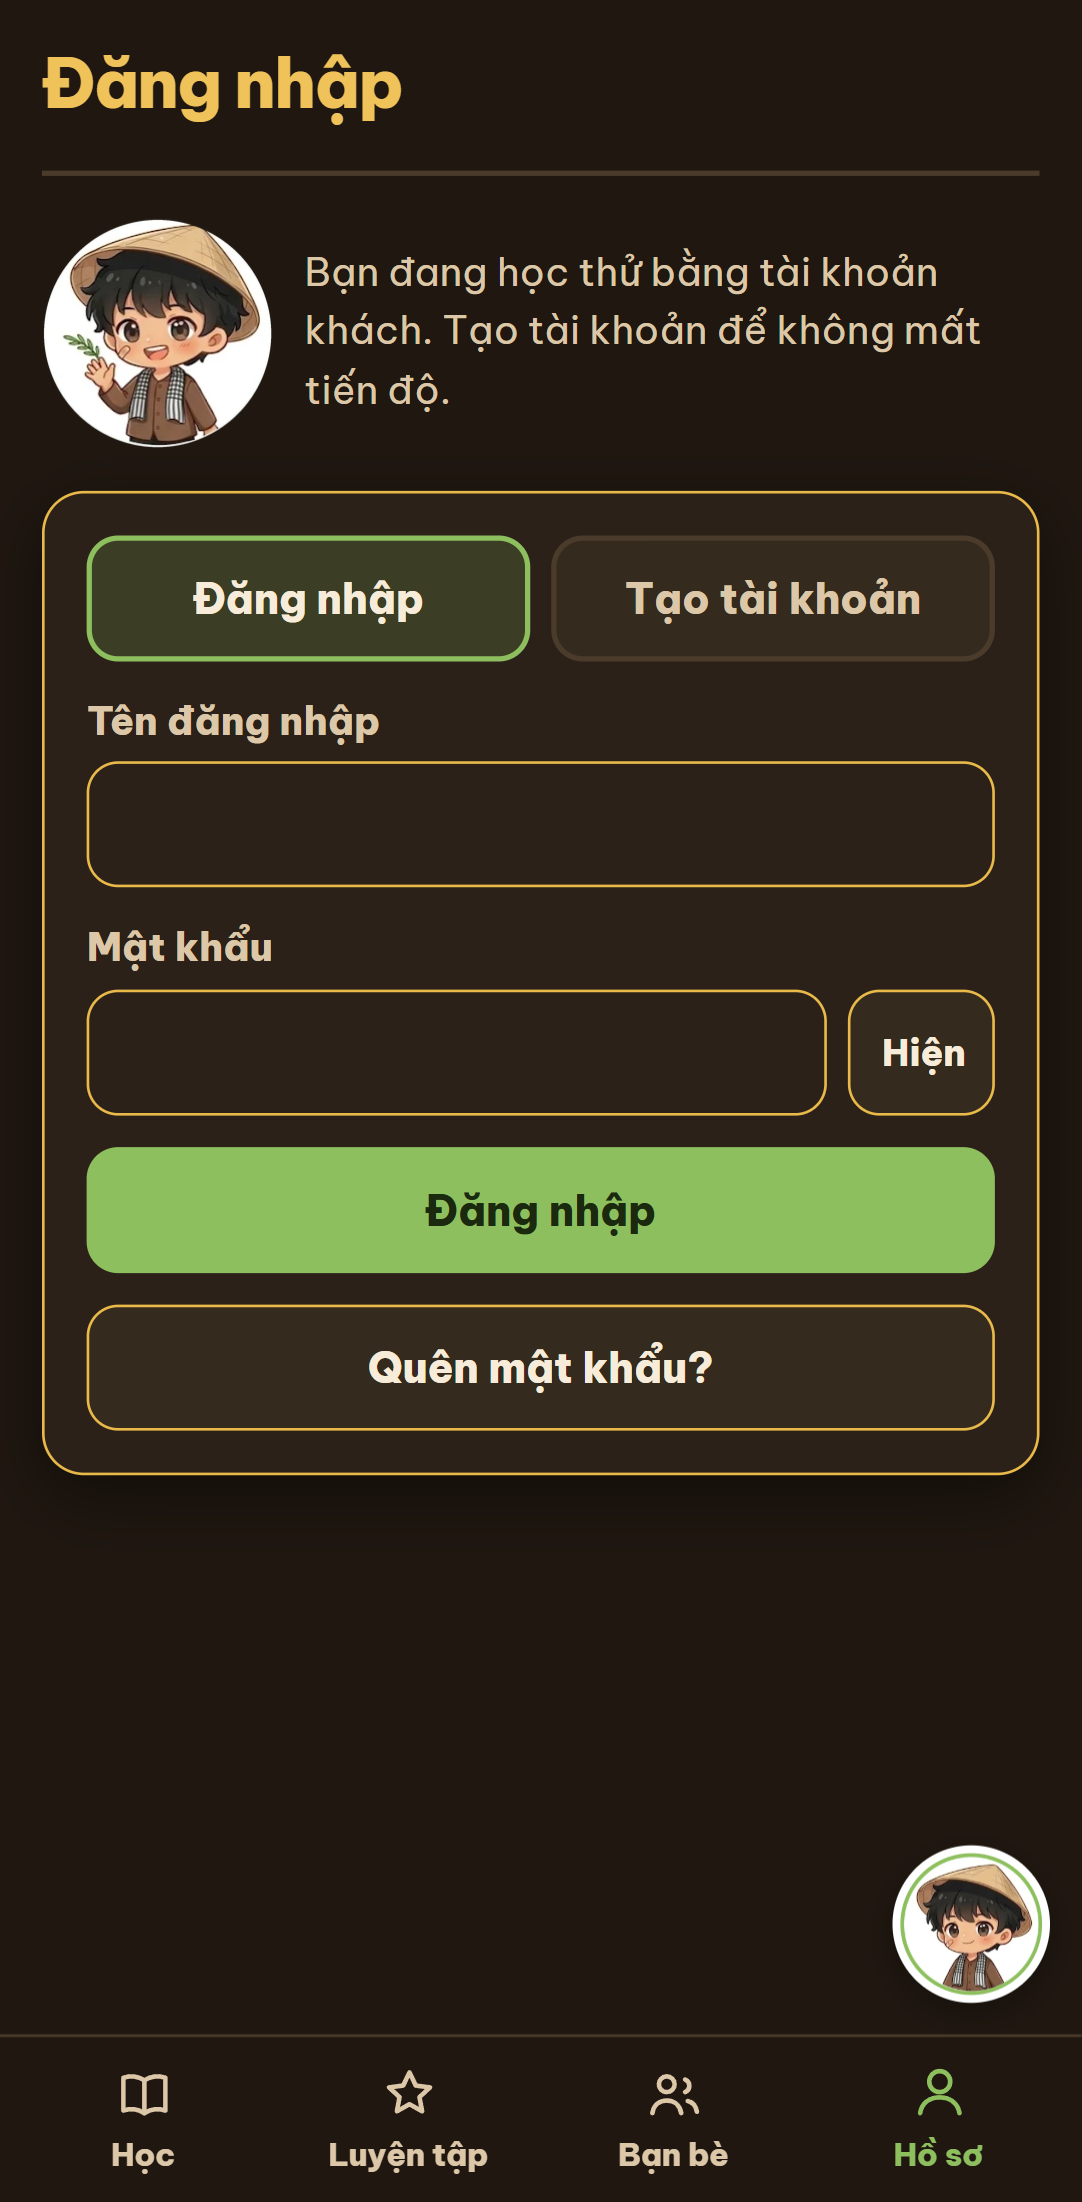 Đăng nhập
Bạn đang học thử bằng tài khoản
khách. Tạo tài khoản để không mất
tiến độ.
Đăng nhập
Tạo tài khoản
Tên đăng nhập
Mật khẩu
Hiện
Đăng nhập
Quên mật khẩu?
Học
Luyện tập
Bạn bè
Hồ sơ